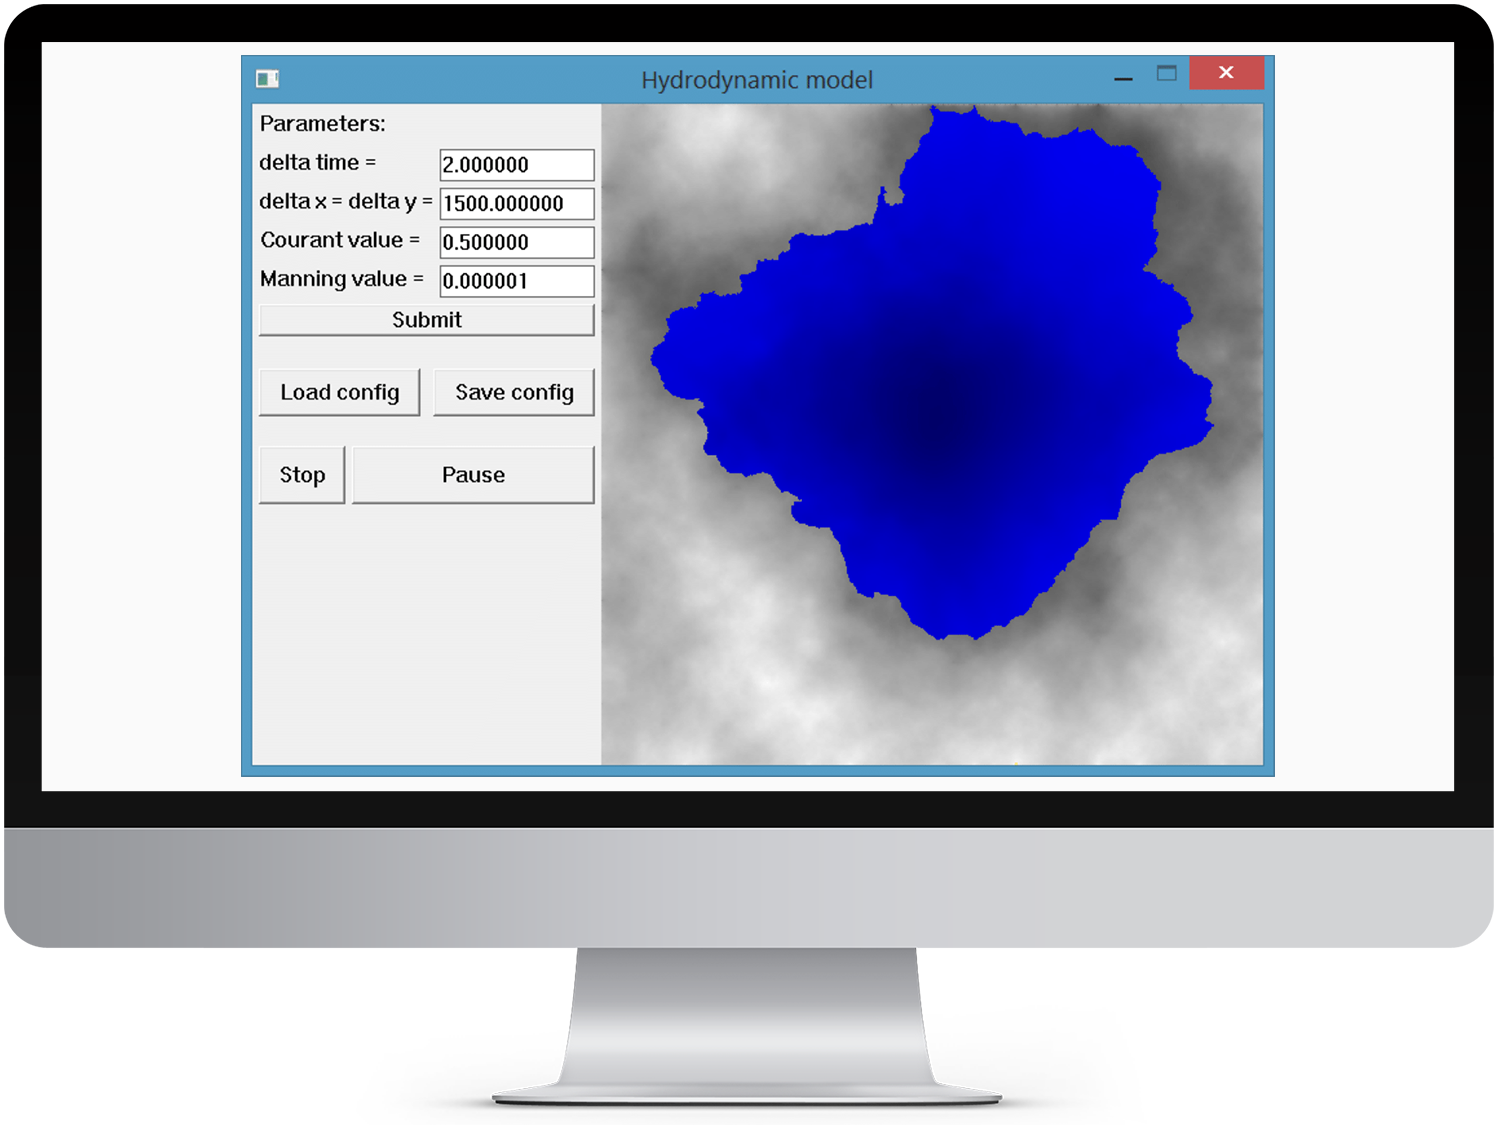 Hydrodynamic model
Parameters:
delta time = 2.000000
delta x = delta y = 1500.000000
Courant value = 0.500000
Manning value = 0.000001
Submit
Load config Save config
Stop Pause